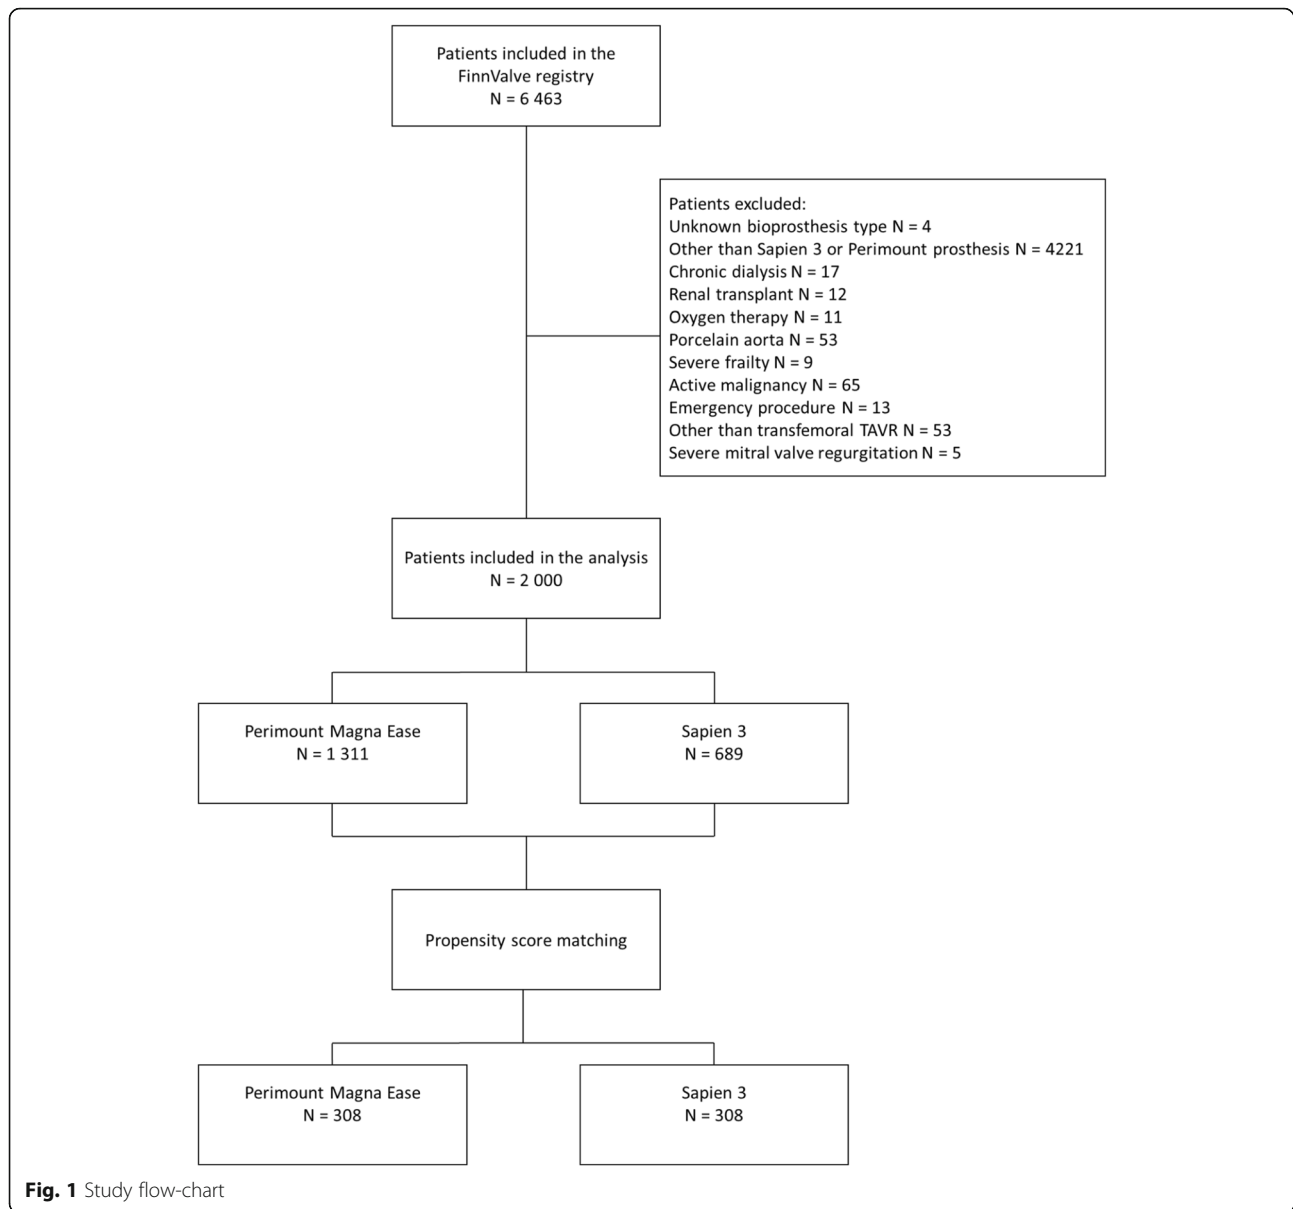 Patients included in the
FinnValve registry
N = 6 463
Patients excluded:
Unknown bioprosthesis type N = 4
Other than Sapien 3 or Perimount prosthesis N = 4221
Chronic dialysis N = 17
Renal transplant N = 12
Oxygen therapy N = 11
Porcelain aorta N = 53
Severe frailty N = 9
Active malignancy N = 65
Emergency procedure N = 13
Other than transfemoral TAVR N = 53
Severe mitral valve regurgitation N = 5
Patients included in the analysis
N = 2 000
Perimount Magna Ease
N = 1 311
Sapien 3
N = 689
Propensity score matching
Perimount Magna Ease
N = 308
Sapien 3
N = 308
Fig. 1 Study flow-chart